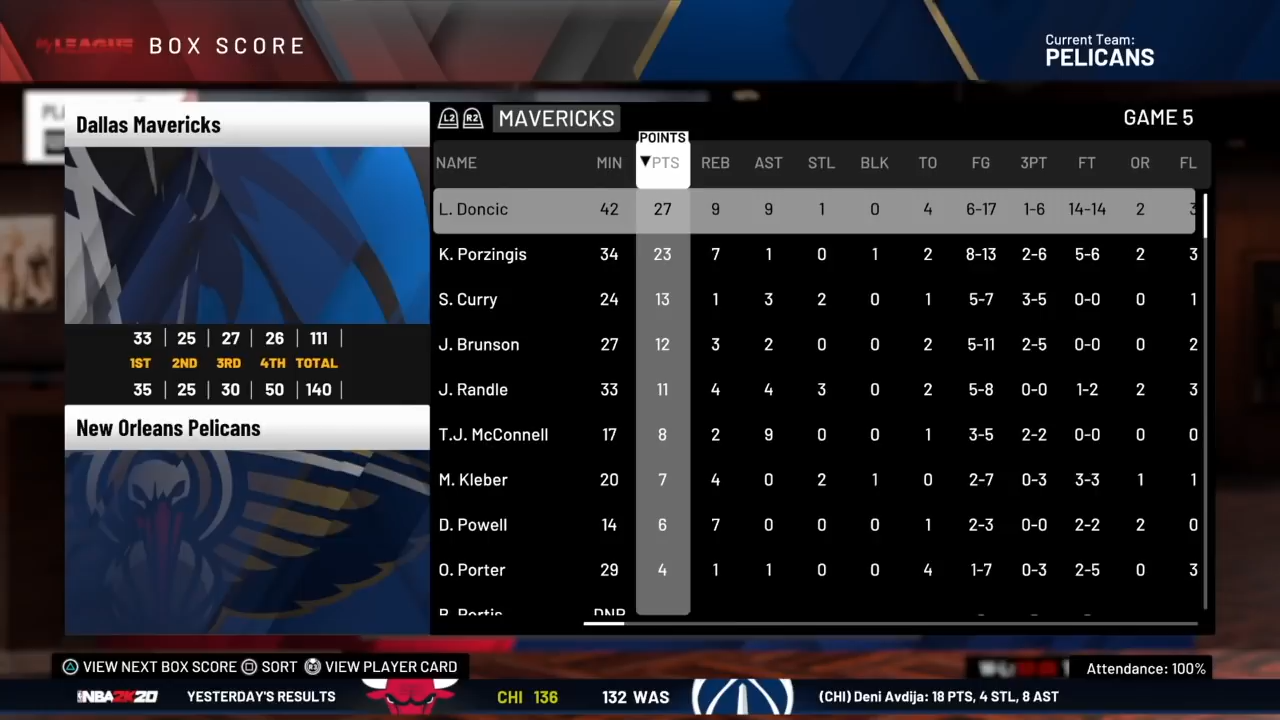 MyLEAGUE BOX SCORE
Current Team:
PELICANS
Dallas Mavericks
33 | 25 | 27 | 26 | 111 |
1ST 2ND 3RD 4TH TOTAL
35 | 25 | 30 | 50 | 140 |
New Orleans Pelicans
L2 R2 MAVERICKS GAME 5
POINTS
NAME MIN ▼PTS REB AST STL BLK TO FG 3PT FT OR FL
L. Doncic 42 27 9 9 1 0 4 6-17 1-6 14-14 2 3
K. Porzingis 34 23 7 1 0 1 2 8-13 2-6 5-6 2 3
S. Curry 24 13 1 3 2 0 1 5-7 3-5 0-0 0 1
J. Brunson 27 12 3 2 0 0 2 5-11 2-5 0-0 0 2
J. Randle 33 11 4 4 3 0 2 5-8 0-0 1-2 2 3
T.J. McConnell 17 8 2 9 0 0 1 3-5 2-2 0-0 0 0
M. Kleber 20 7 4 0 2 1 0 2-7 0-3 3-3 1 1
D. Powell 14 6 7 0 0 0 1 2-3 0-0 2-2 2 0
O. Porter 29 4 1 1 0 0 4 1-7 0-3 2-5 0 3
B. Portis DNP - - -
VIEW NEXT BOX SCORE SORT R3 VIEW PLAYER CARD
Attendance: 100%
NBA2K20 YESTERDAY'S RESULTS CHI 136 132 WAS (CHI) Deni Avdija: 18 PTS, 4 STL, 8 AST